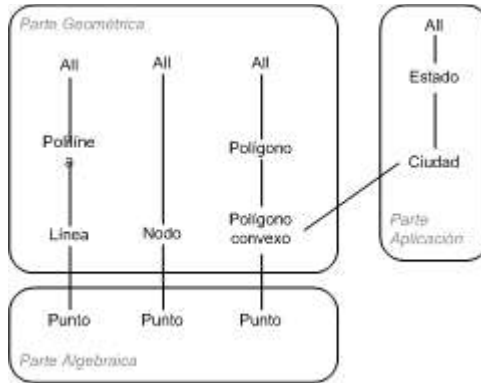 Parte Geométrica
All
All
All
All
Estado
Polilíne
a
Polígono
Ciudad
Línea
Nodo
Polígono
convexo
Parte
Aplicación
Punto
Punto
Punto
Parte Algebraica